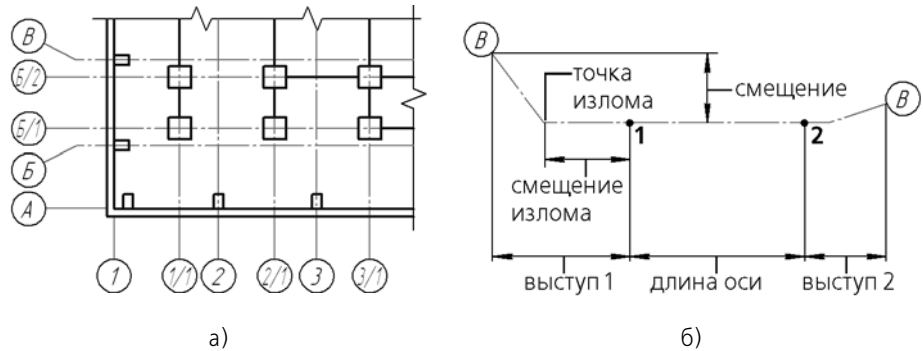 В
Б/2
Б/1
Б
А
1
1/1
2
2/1
3
3/1
а)
В
точка
излома
смещение
В
1
2
смещение
излома
выступ 1
длина оси
выступ 2
б)